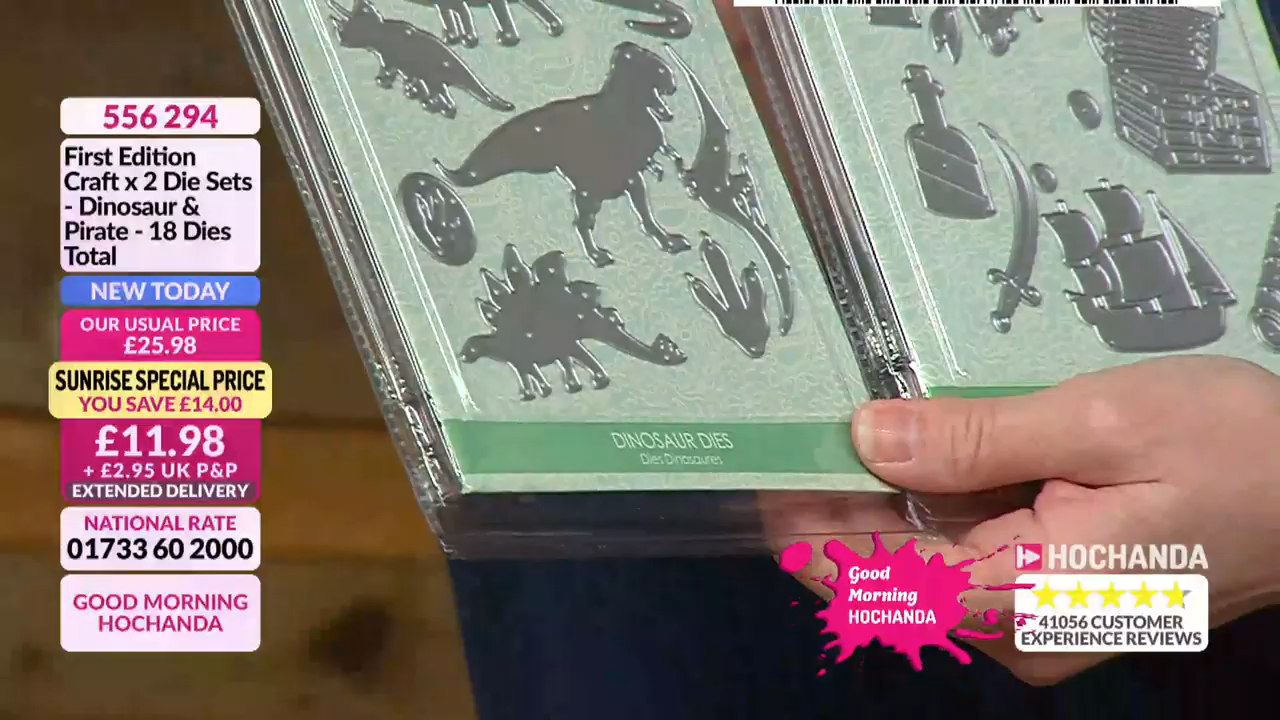 556 294
First Edition
Craft x 2 Die Sets
- Dinosaur &
Pirate - 18 Dies
Total
NEW TODAY
OUR USUAL PRICE
£25.98
SUNRISE SPECIAL PRICE
YOU SAVE £14.00
£11.98
+ £2.95 UK P&P
EXTENDED DELIVERY
NATIONAL RATE
01733 60 2000
GOOD MORNING
HOCHANDA
DINOSAUR DIES
Dies Dinosaures
Good
Morning
HOCHANDA
HOCHANDA
41056 CUSTOMER
EXPERIENCE REVIEWS